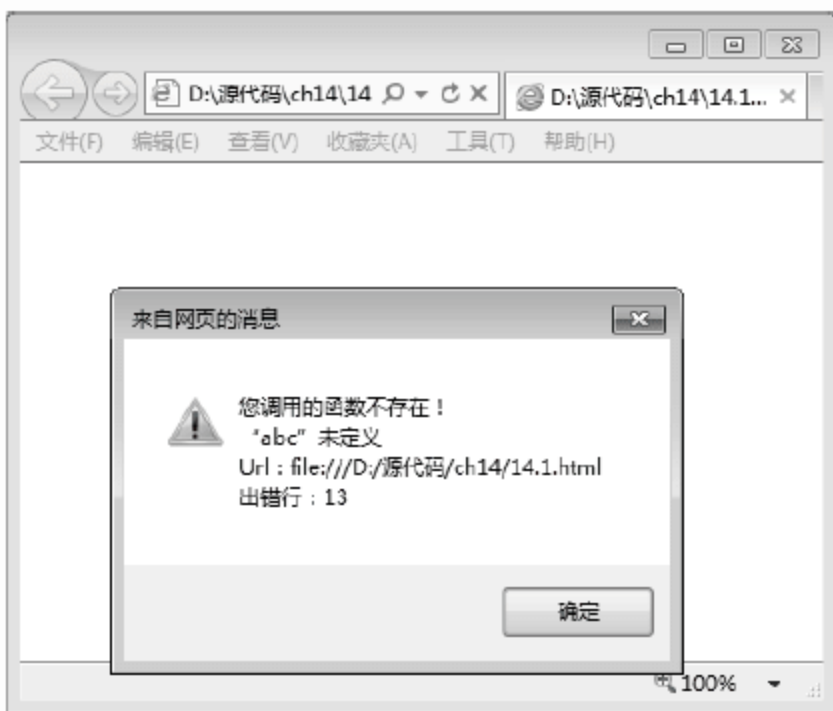 D:\源代码\ch14\14
D:\源代码\ch14\14.1...
文件(F) 编辑(E) 查看(V) 收藏夹(A) 工具(T) 帮助(H)
来自网页的消息
您调用的函数不存在！
“abc”未定义
Url：file:///D:/源代码/ch14/14.1.html
出错行：13
确定
100%